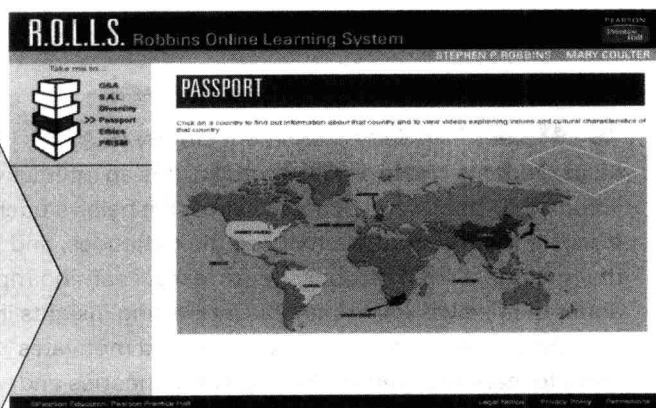 R.O.L.L.S. Robbins Online Learning System
PEARSON
Prentice Hall
STEPHEN P. ROBBINS MARY COULTER
Take me to...
Q&A
S.A.L.
Diversity
>> Passport
Ethics
PRISM
PASSPORT
Click on a country to find out information about that country and to view videos explaining values and cultural characteristics of
that country
©Pearson Education, Pearson Prentice Hall
Legal Notice Privacy Policy Permissions